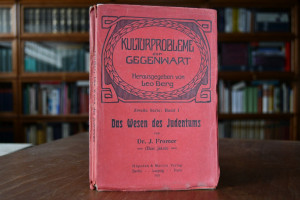 KULTURPROBLEME
DER
GEGENWART
Herausgegeben von
Leo Berg
Zweite Serie: Band I
Das Wesen des Judentums
von
Dr. J. Fromer